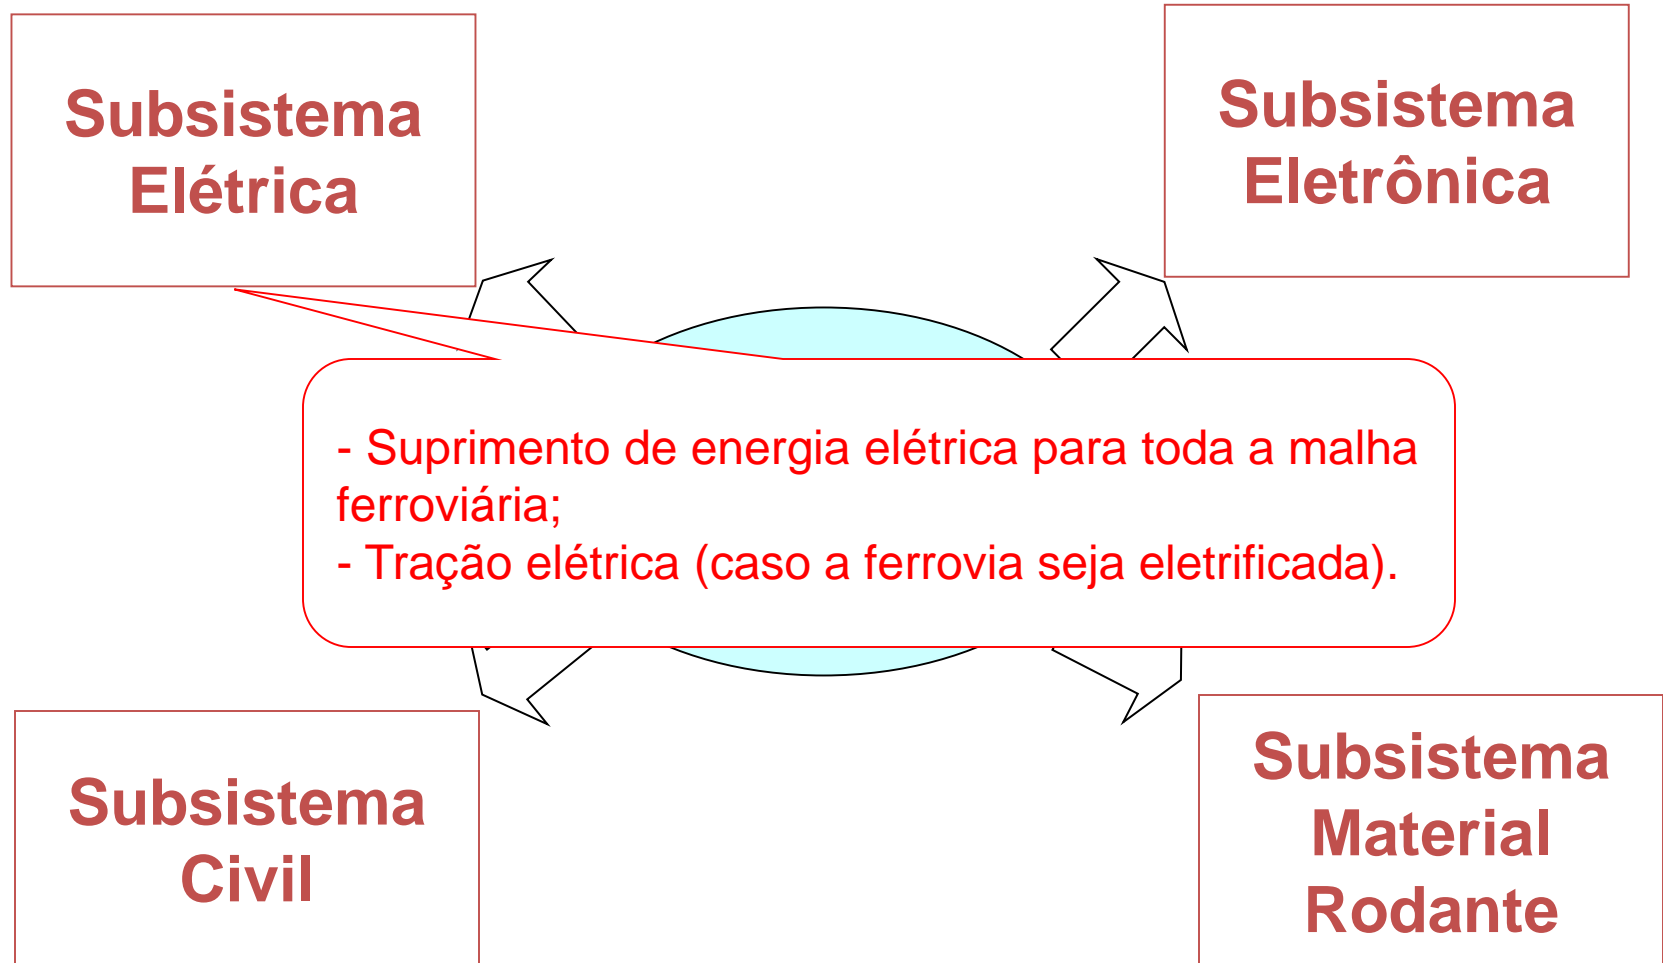 Subsistema
Elétrica
Subsistema
Eletrônica
- Suprimento de energia elétrica para toda a malha
ferroviária;
- Tração elétrica (caso a ferrovia seja eletrificada).
Subsistema
Civil
Subsistema
Material
Rodante